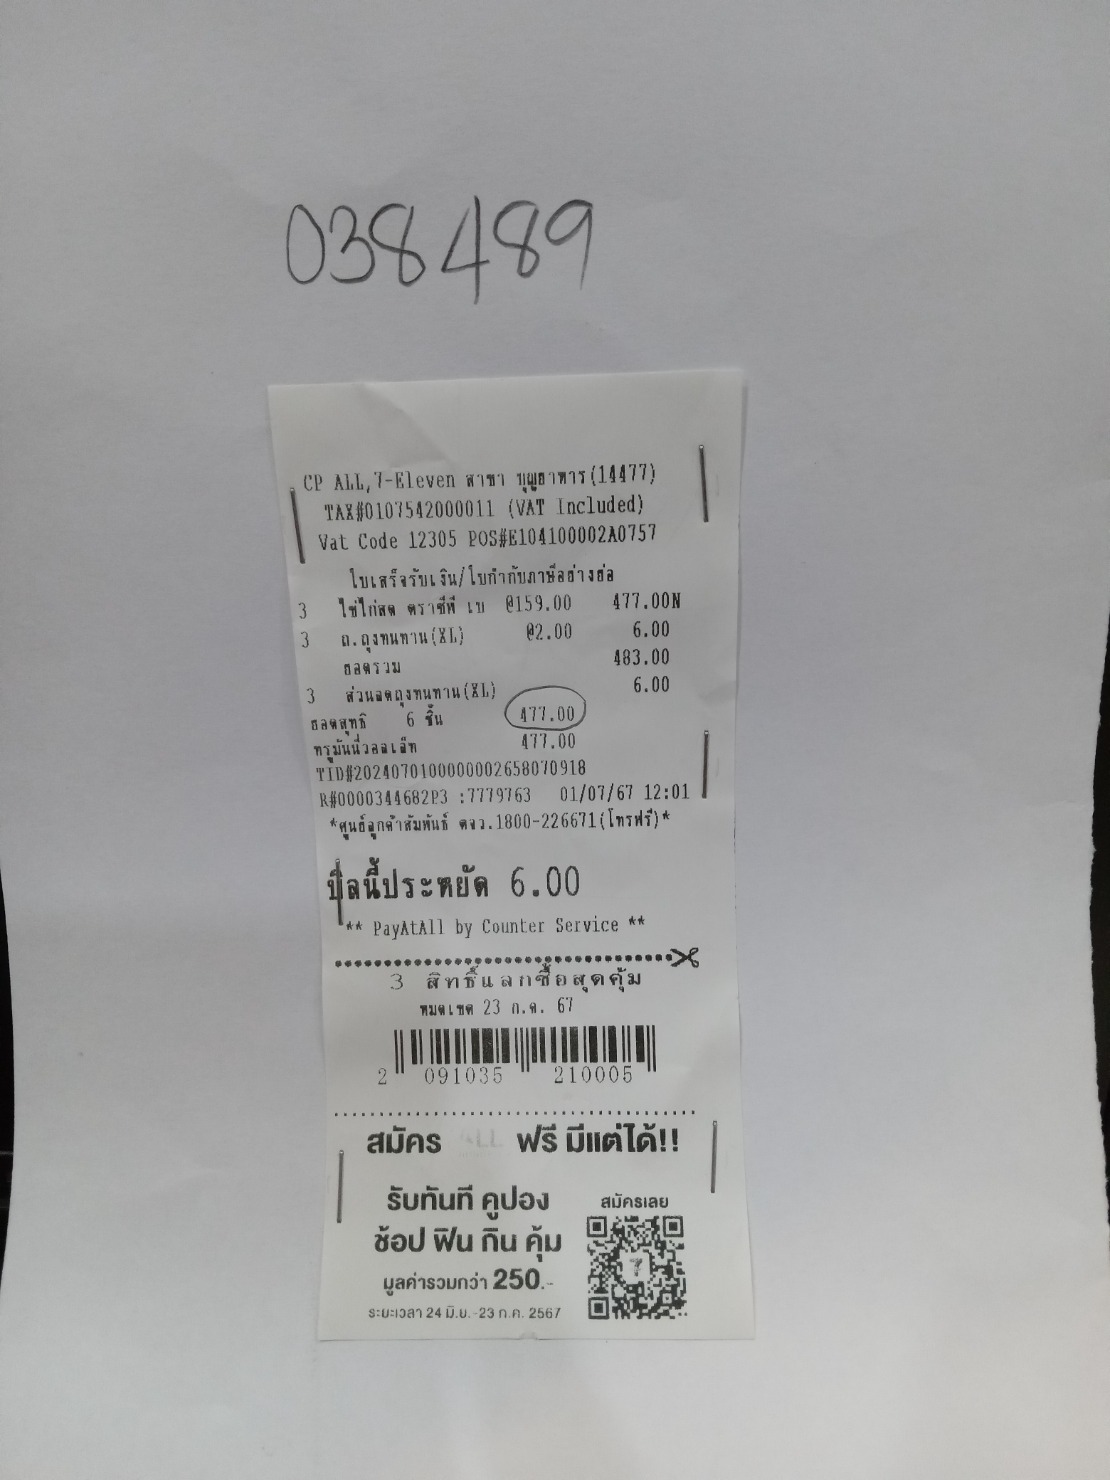 038489
CP ALL,7-Eleven สาขา บุญอาหาร(14477)
TAX#0107542000011 (VAT Included)
Vat Code 12305 POS#E104100002A0757
ใบเสร็จรับเงิน/ใบกำกับภาษีอย่างย่อ
3 ไข่ไก่สด ตราซีพี เบ @159.00 477.00N
3 ถ.ถุงทนทาน(XL) @2.00 6.00
ยอดรวม 483.00
3 ส่วนลดถุงทนทาน(XL) 6.00
ยอดสุทธิ 6 ชิ้น 477.00
ทรูมันนี่วอลเล็ท 477.00
TID#2024070100000002658070918
R#0000344682P3 :7779763 01/07/67 12:01
*ศูนย์ลูกค้าสัมพันธ์ ตจว.1800-226671(โทรฟรี)*
บิลนี้ประหยัด 6.00
** PayAtAll by Counter Service **
3 สิทธิ์แลกซื้อสุดคุ้ม
หมดเขต 23 ก.ค. 67
2 091035 210005
สมัคร ALL ฟรี มีแต่ได้!!
รับทันที คูปอง
ช้อป ฟิน กิน คุ้ม
มูลค่ารวมกว่า 250.-
ระยะเวลา 24 มิ.ย.-23 ก.ค. 2567
สมัครเลย
7